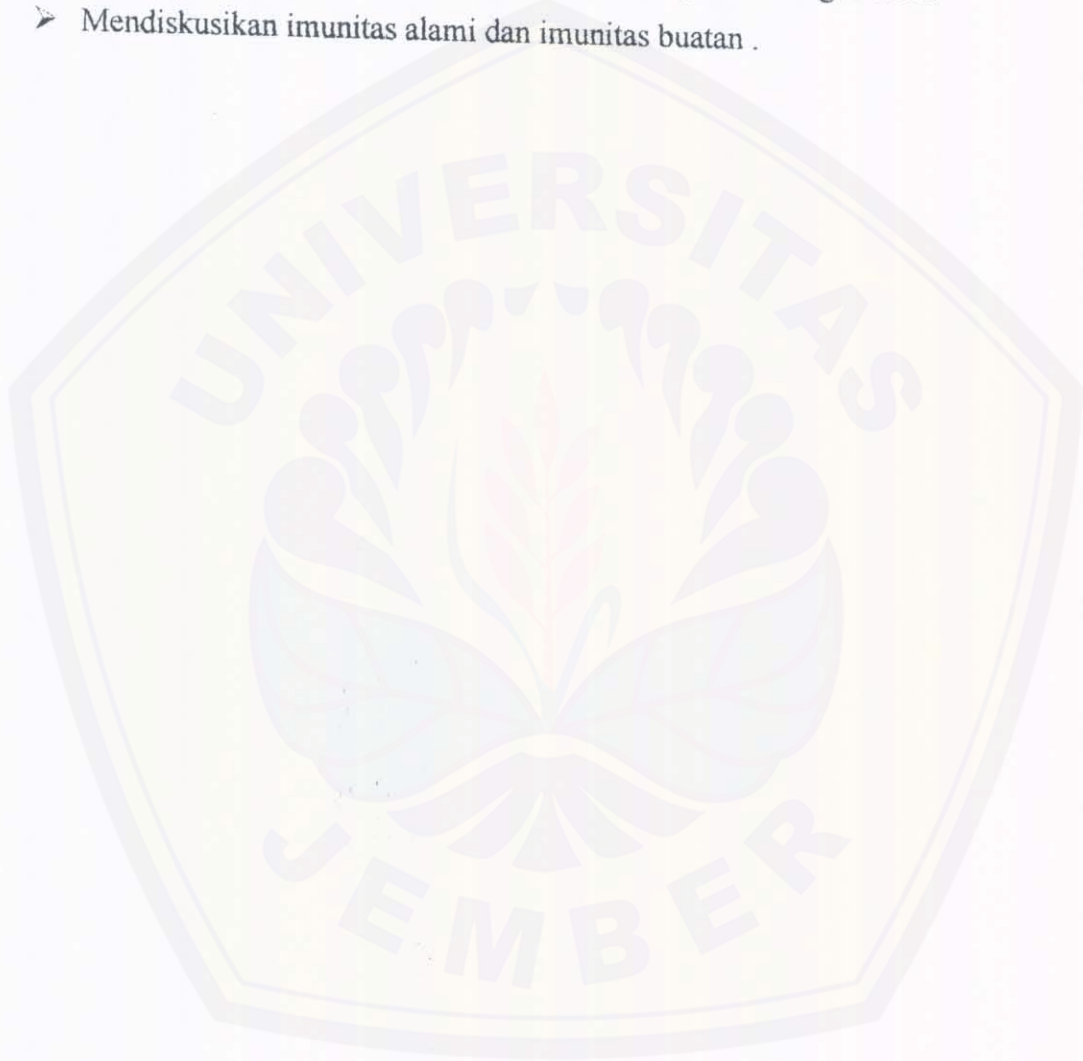 ➤ Mendiskusikan imunitas alami dan imunitas buatan .
UNIVERSITAS
JEMBER